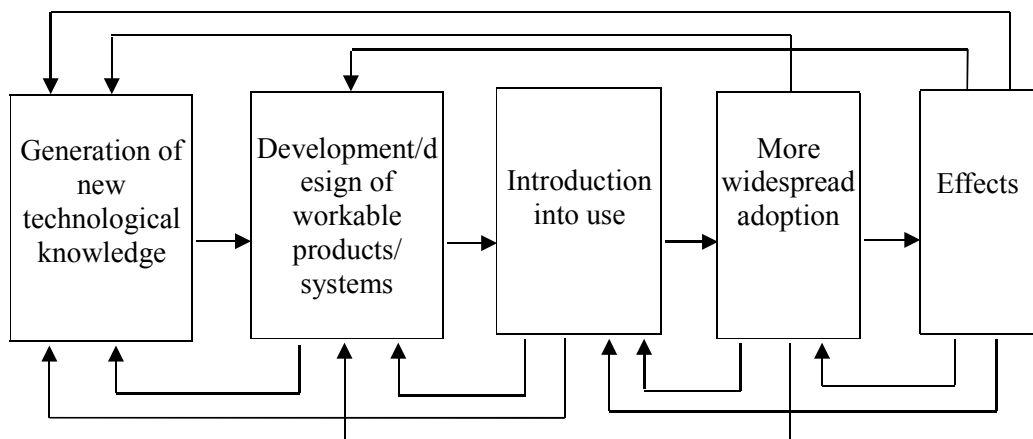 Generation of
new
technological
knowledge
Development/d
esign of
workable
products/
systems
Introduction
into use
More
widespread
adoption
Effects